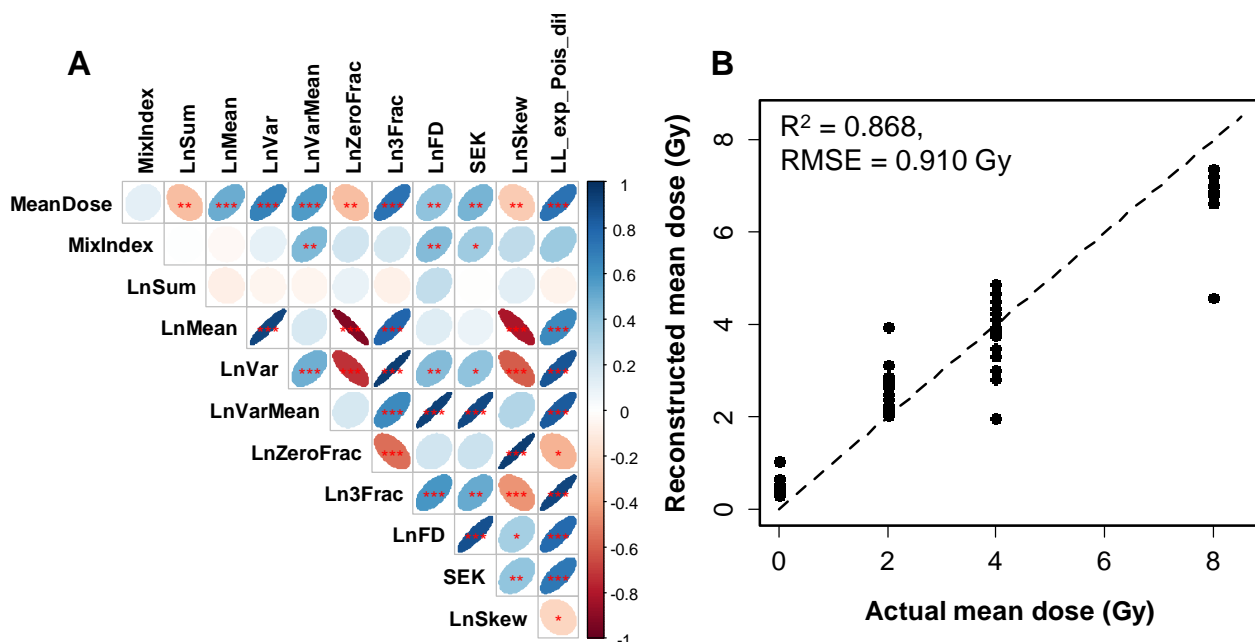 A
MixIndex
LnSum
LnMean
LnVar
LnVarMean
LnZeroFrac
Ln3Frac
LnFD
SEK
LnSkew
LL_exp_Pois_dif
MeanDose ** *** *** *** ** *** ** ** ** ***
MixIndex ** ** *
LnSum
LnMean *** *** *** *** ***
LnVar *** *** *** ** * *** ***
LnVarMean *** *** *** ***
LnZeroFrac *** *** *
Ln3Frac *** ** *** ***
LnFD *** * ***
SEK ** ***
LnSkew *
1
0.8
0.6
0.4
0.2
0
-0.2
-0.4
-0.6
-0.8
-1
B
R² = 0.868,
RMSE = 0.910 Gy
Reconstructed mean dose (Gy)
8
6
4
2
0
0 2 4 6 8
Actual mean dose (Gy)